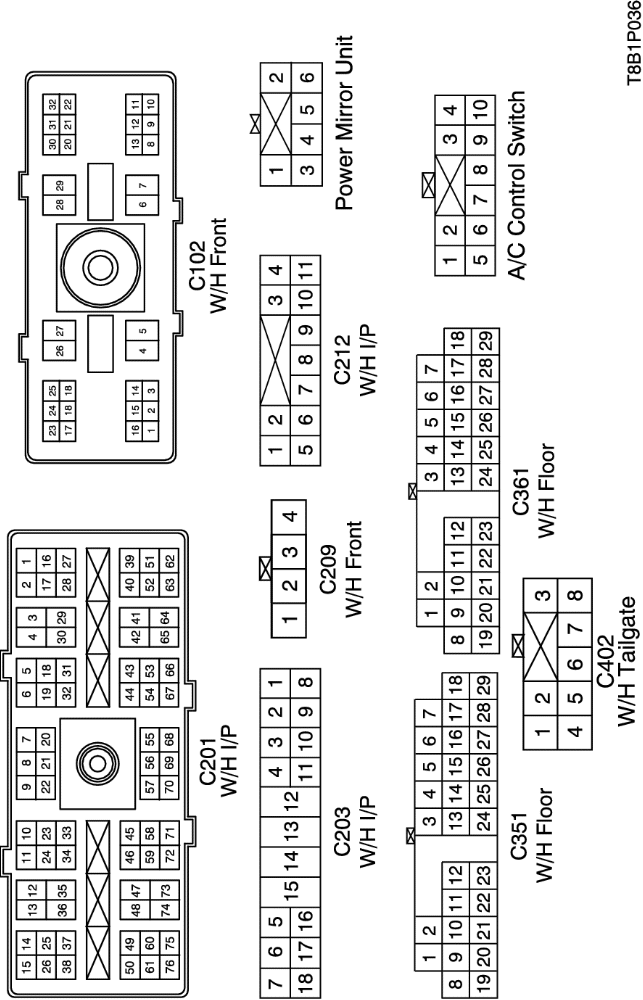 15 14 13 12 11 10 9 8 7 6 5 4 3 2 1
26 25 24 23 22 21 20 19 18 17 16
38 37 36 35 34 33 32 31 30 29 28 27
50 49 48 47 46 45 57 56 55 44 43 42 41 40 39
61 60 59 58 54 53 52 51
76 75 74 73 72 71 70 69 68 67 66 65 64 63 62
C201
W/H I/P
23 24 25 26 27 28 29 30 31 32
17 18 18 20 21 22
16 15 14 4 5 6 7 13 12 11
1 2 3 8 9 10
C102
W/H Front
7 6 5 15 14 13 12 4 3 2 1
18 17 16 11 10 9 8
C203
W/H I/P
1 2 3 4
C209
W/H Front
1 2 3 4
5 6 7 8 9 10 11
C212
W/H I/P
1 2
3 4 5 6
Power Mirror Unit
1 2 3 4 5 6 7
8 9 10 11 12 13 14 15 16 17 18
19 20 21 22 23 24 25 26 27 28 29
C351
W/H Floor
1 2 3 4 5 6 7
8 9 10 11 12 13 14 15 16 17 18
19 20 21 22 23 24 25 26 27 28 29
C361
W/H Floor
1 2 3 4
5 6 7 8 9 10
A/C Control Switch
1 2 3
4 5 6 7 8
C402
W/H Tailgate
T8B1P036